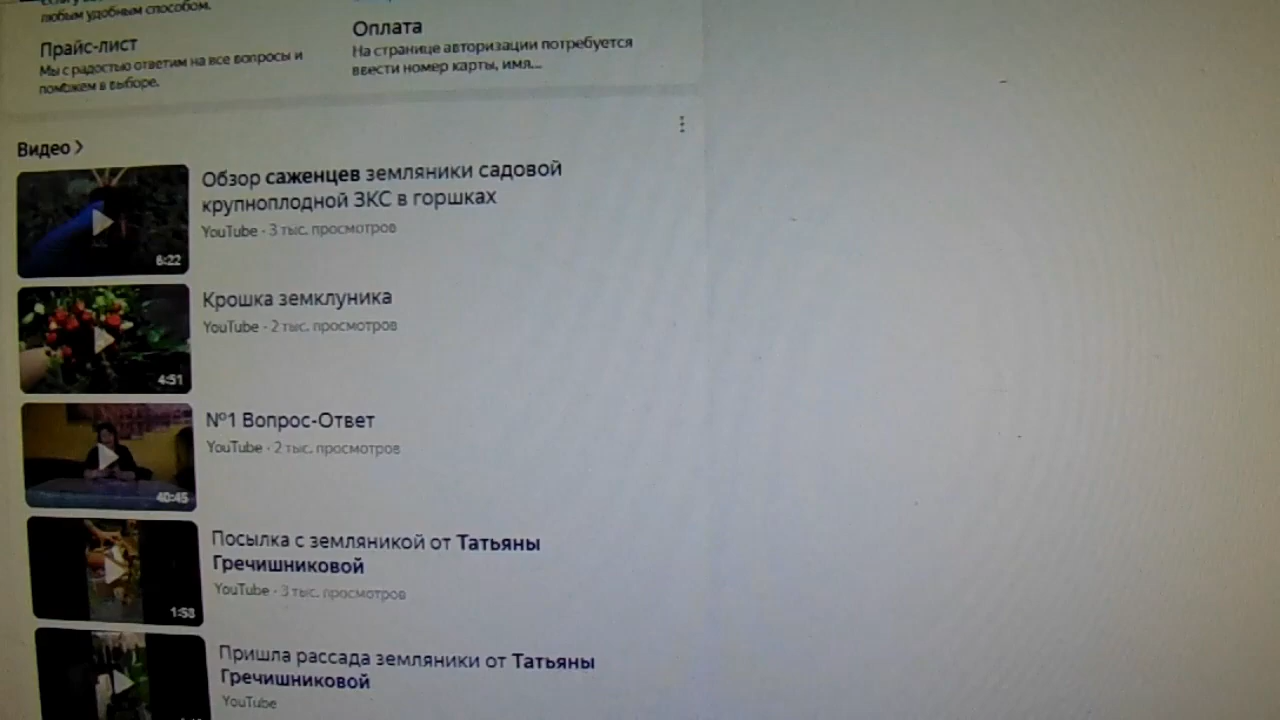 любым удобным способом.
Прайс-лист
Мы с радостью ответим на все вопросы и
поможем в выборе.
Оплата
На странице авторизации потребуется
ввести номер карты, имя...
Видео >
Обзор саженцев земляники садовой
крупноплодной ЗКС в горшках
YouTube · 3 тыс. просмотров
6:22
Крошка земклуника
YouTube · 2 тыс. просмотров
4:51
№1 Вопрос-Ответ
YouTube · 2 тыс. просмотров
40:45
Посылка с земляникой от Татьяны
Гречишниковой
YouTube · 3 тыс. просмотров
1:58
Пришла рассада земляники от Татьяны
Гречишниковой
YouTube